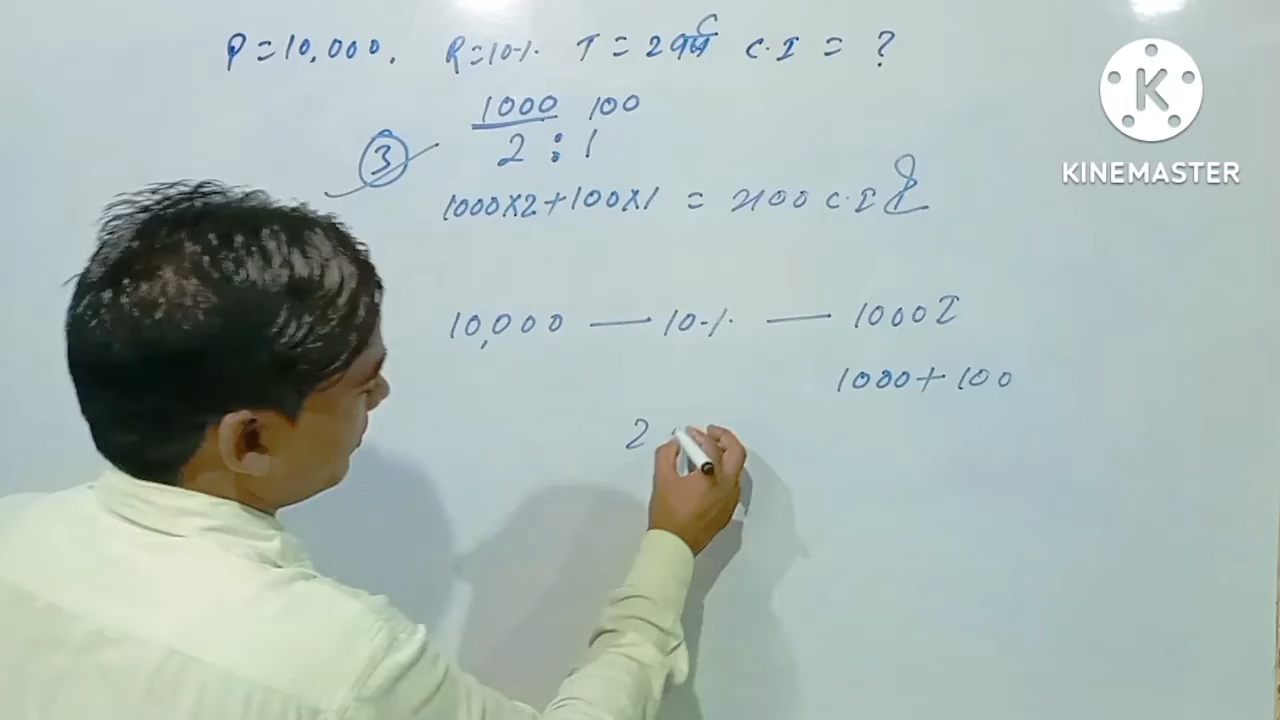 P = 10,000. R = 10% T = 2 वर्ष C.I = ?
1000 100
3
2 : 1
1000×2+100×1 = 2100 C.I
10,000 — 10% — 1000 I
1000 + 100
2
K
KINEMASTER